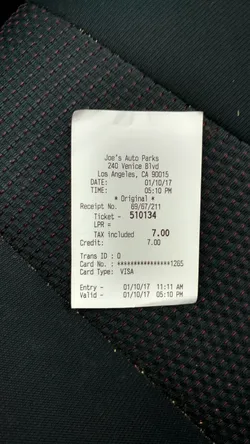 Joe's Auto Parks
240 Venice Blvd
Los Angeles, CA 90015
DATE: 01/10/17
TIME: 05:10 PM
* Original *
Receipt No. 69/67/211
Ticket - 510134
LPR =
TAX included 7.00
Credit: 7.00
Trans ID : 0
Card No. : ****************1265
Card Type: VISA
Entry - 01/10/17 11:11 AM
Valid - 01/10/17 05:10 PM